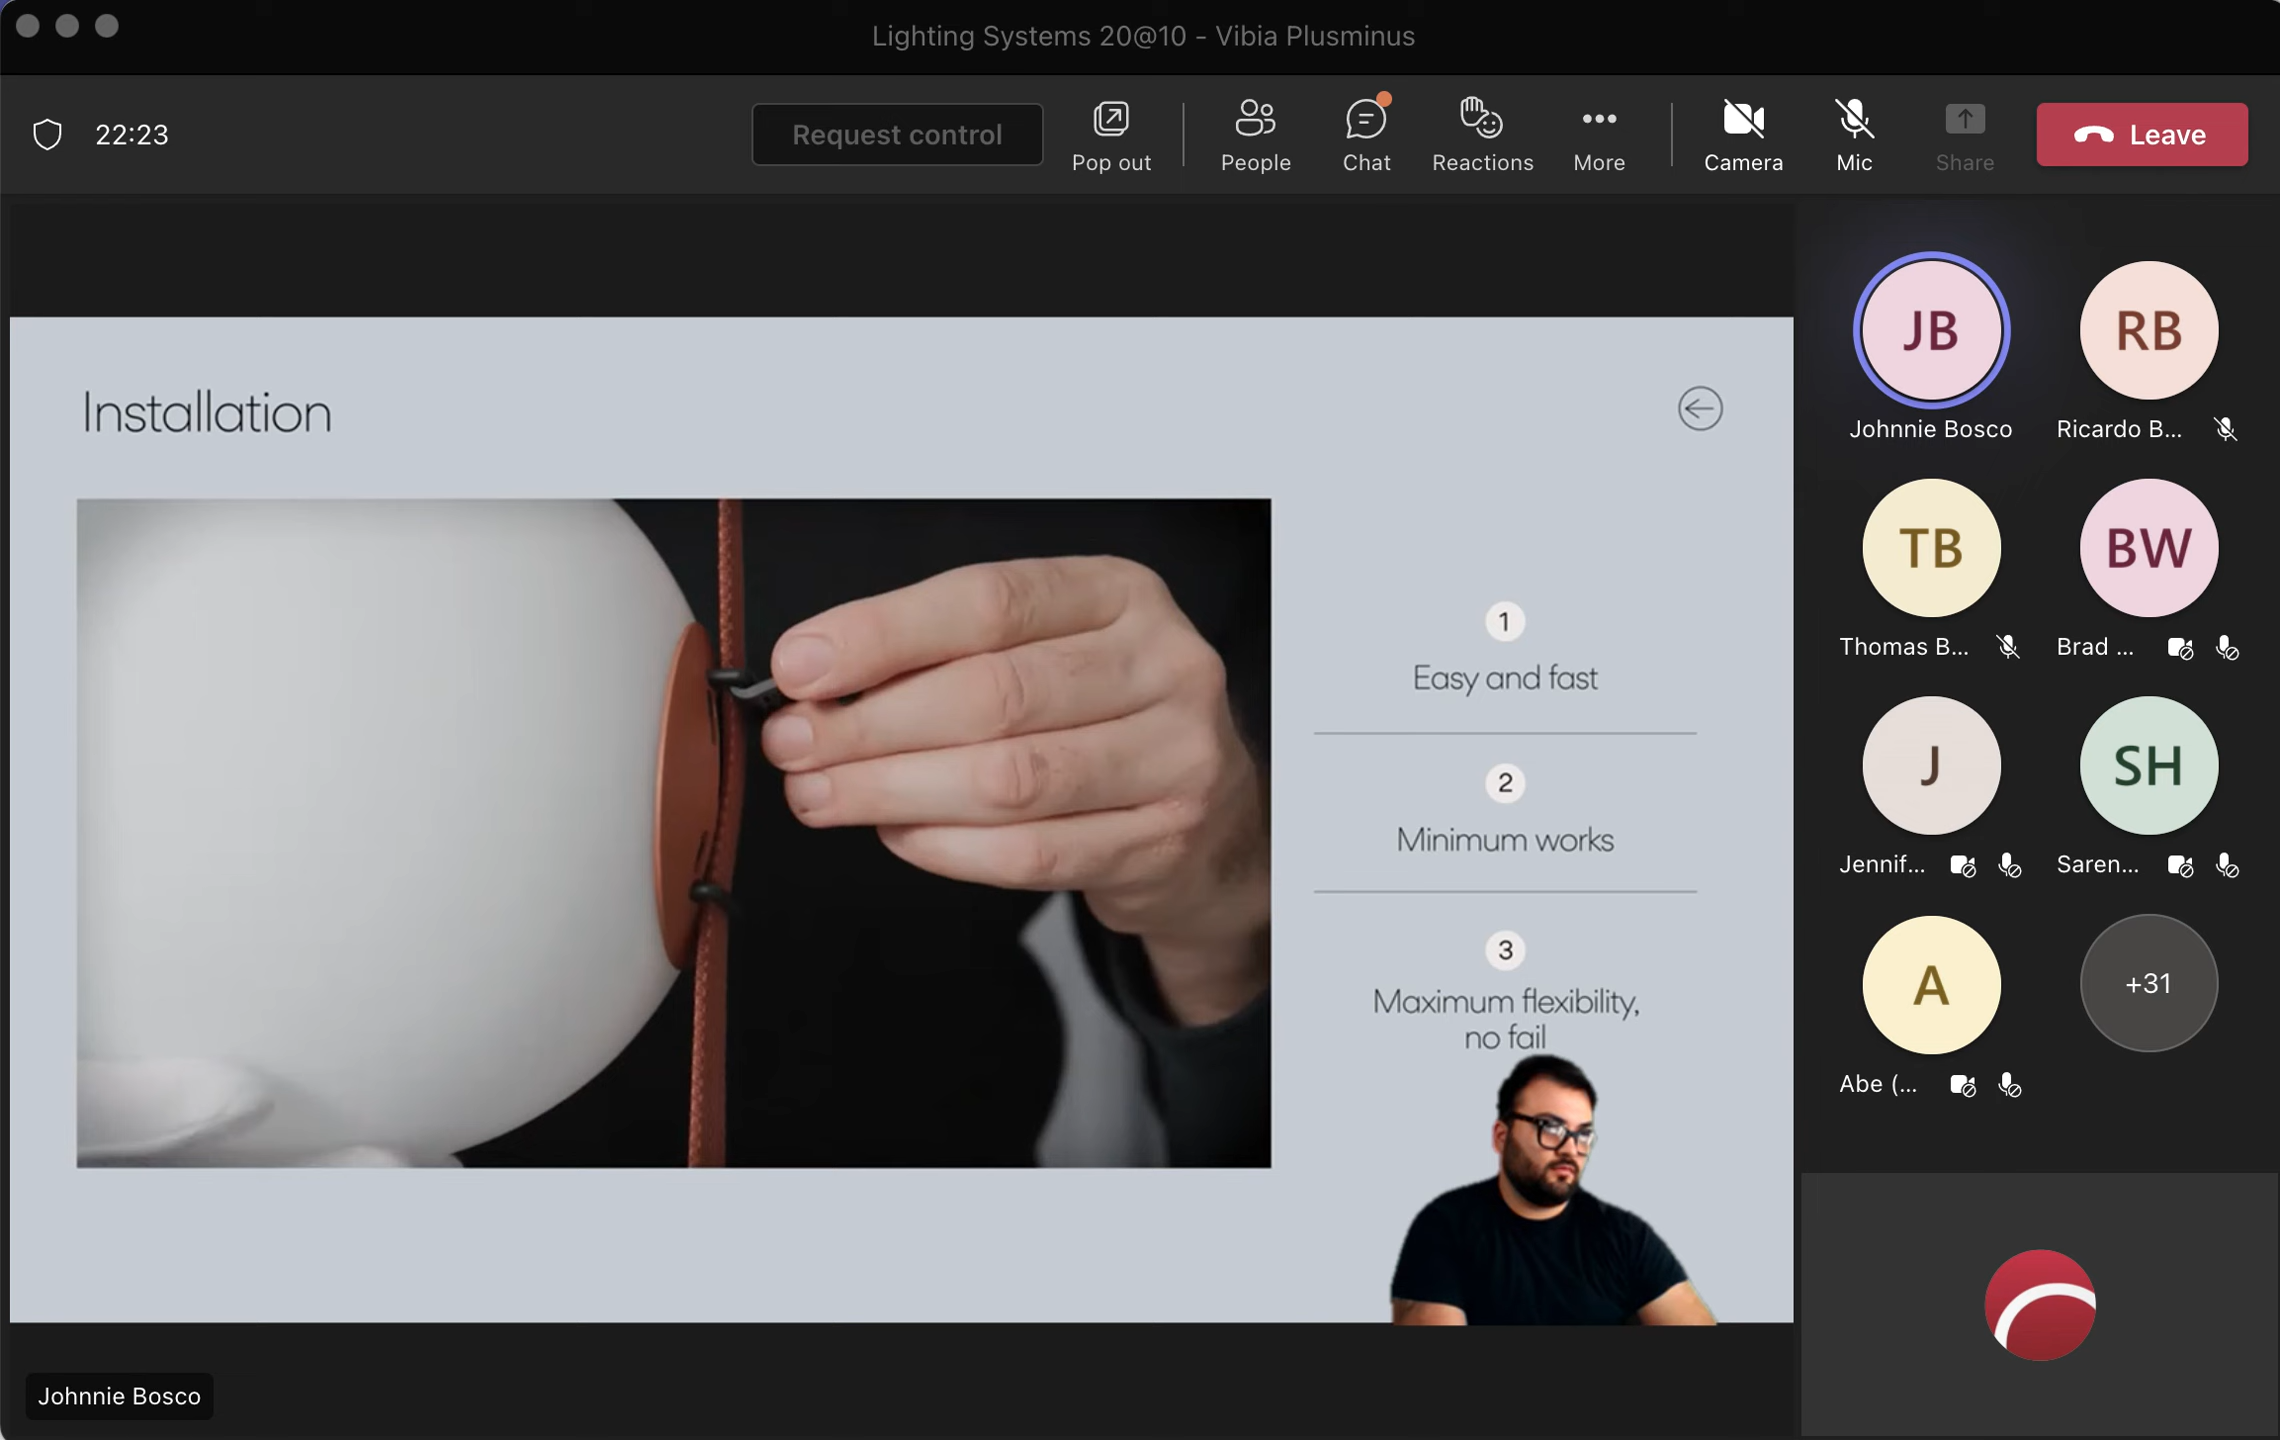 Lighting Systems 20@10 - Vibia Plusminus
22:23
Request control
Pop out
People
Chat
Reactions
More
Camera
Mic
Share
Leave
Installation
1
Easy and fast
2
Minimum works
3
Maximum flexibility,
no fail
Johnnie Bosco
JB
Johnnie Bosco
RB
Ricardo B...
TB
Thomas B...
BW
Brad ...
J
Jennif...
SH
Saren...
A
Abe (...
+31